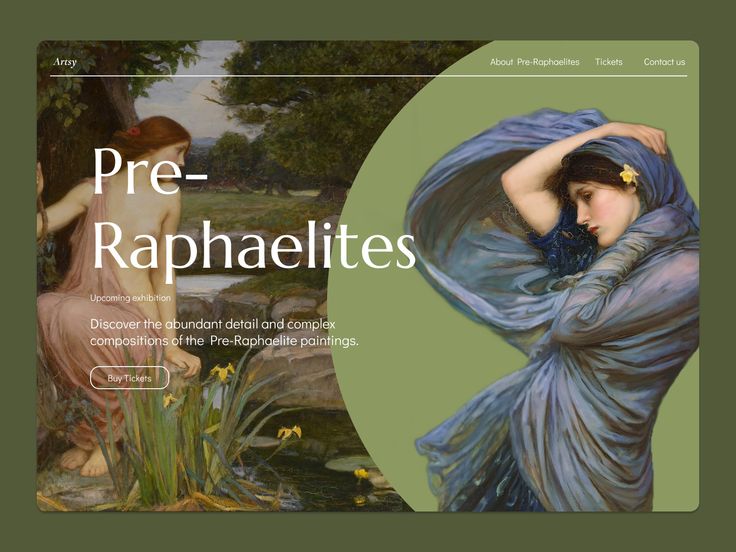 Artsy
About Pre-Raphaelites
Tickets
Contact us
Pre-
Raphaelites
Upcoming exhibition
Discover the abundant detail and complex
compositions of the Pre-Raphaelite paintings.
Buy Tickets